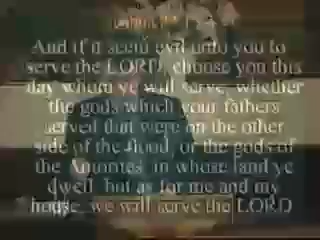 And if it seem evil unto you to
serve the LORD, choose you this
day whom ye will serve, whether
the gods which your fathers
served that were on the other
side of the flood, or the gods of
the Amorites, in whose land ye
dwell but as for me and my
house, we will serve the LORD